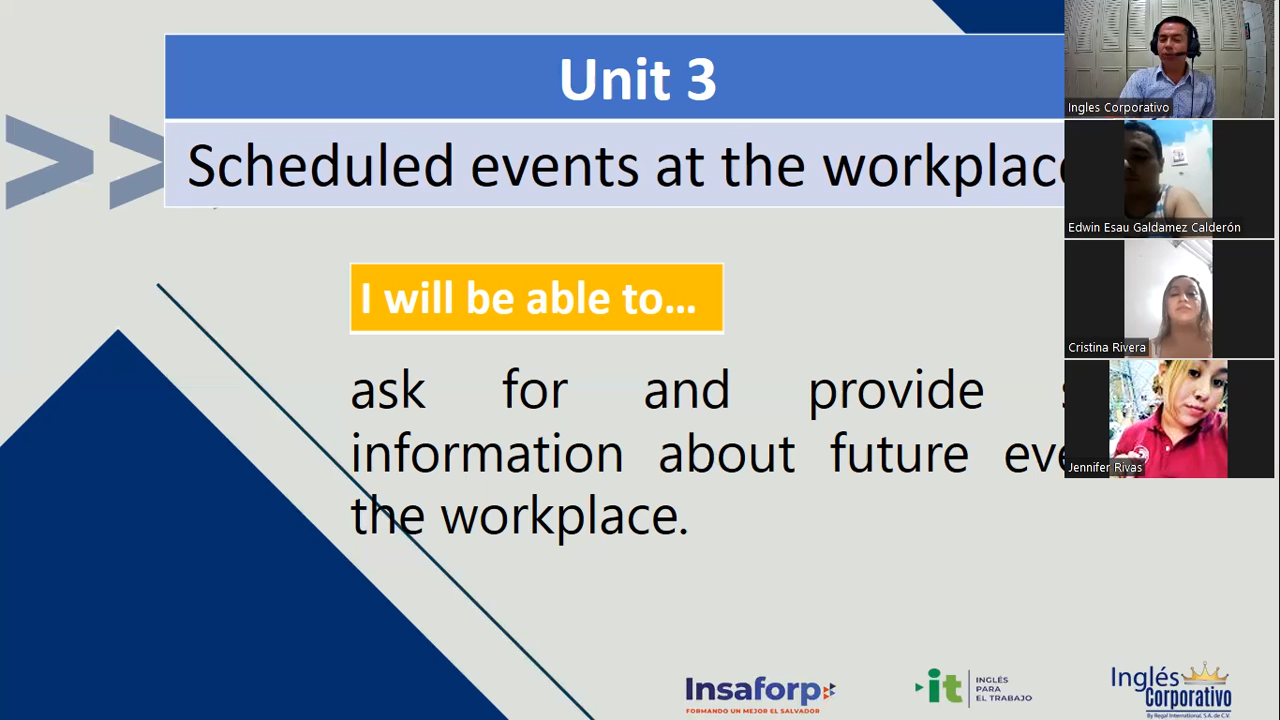 Unit 3
Scheduled events at the workplac
I will be able to...
ask for and provide
information about future eve
the workplace.
Ingles Corporativo
Edwin Esau Galdamez Calderón
Cristina Rivera
Jennifer Rivas
Insaforp
FORMANDO UN MEJOR EL SALVADOR
it
INGLÉS
PARA
EL TRABAJO
Inglés
Corporativo
By Regal International, S.A. de C.V.